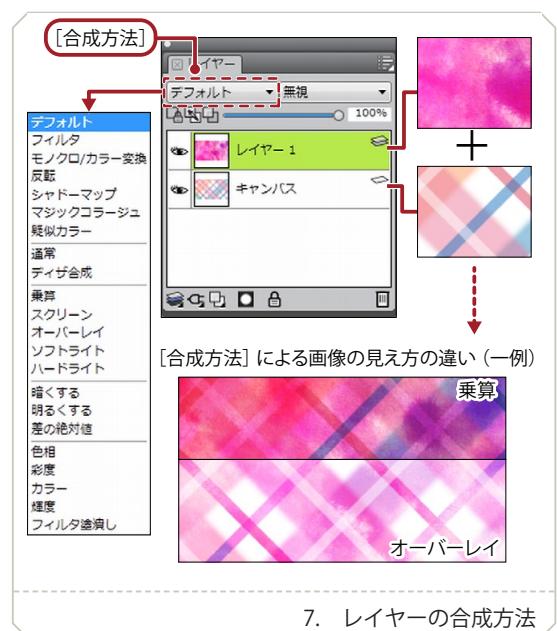 [合成方法]
レイヤー
デフォルト
無視
100%
レイヤー 1
キャンバス
デフォルト
フィルタ
モノクロ/カラー変換
反転
シャドーマップ
マジックコラージュ
疑似カラー
通常
ディザ合成
乗算
スクリーン
オーバーレイ
ソフトライト
ハードライト
暗くする
明るくする
差の絶対値
色相
彩度
カラー
輝度
フィルタ塗潰し
+
[合成方法] による画像の見え方の違い (一例)
乗算
オーバーレイ
7. レイヤーの合成方法